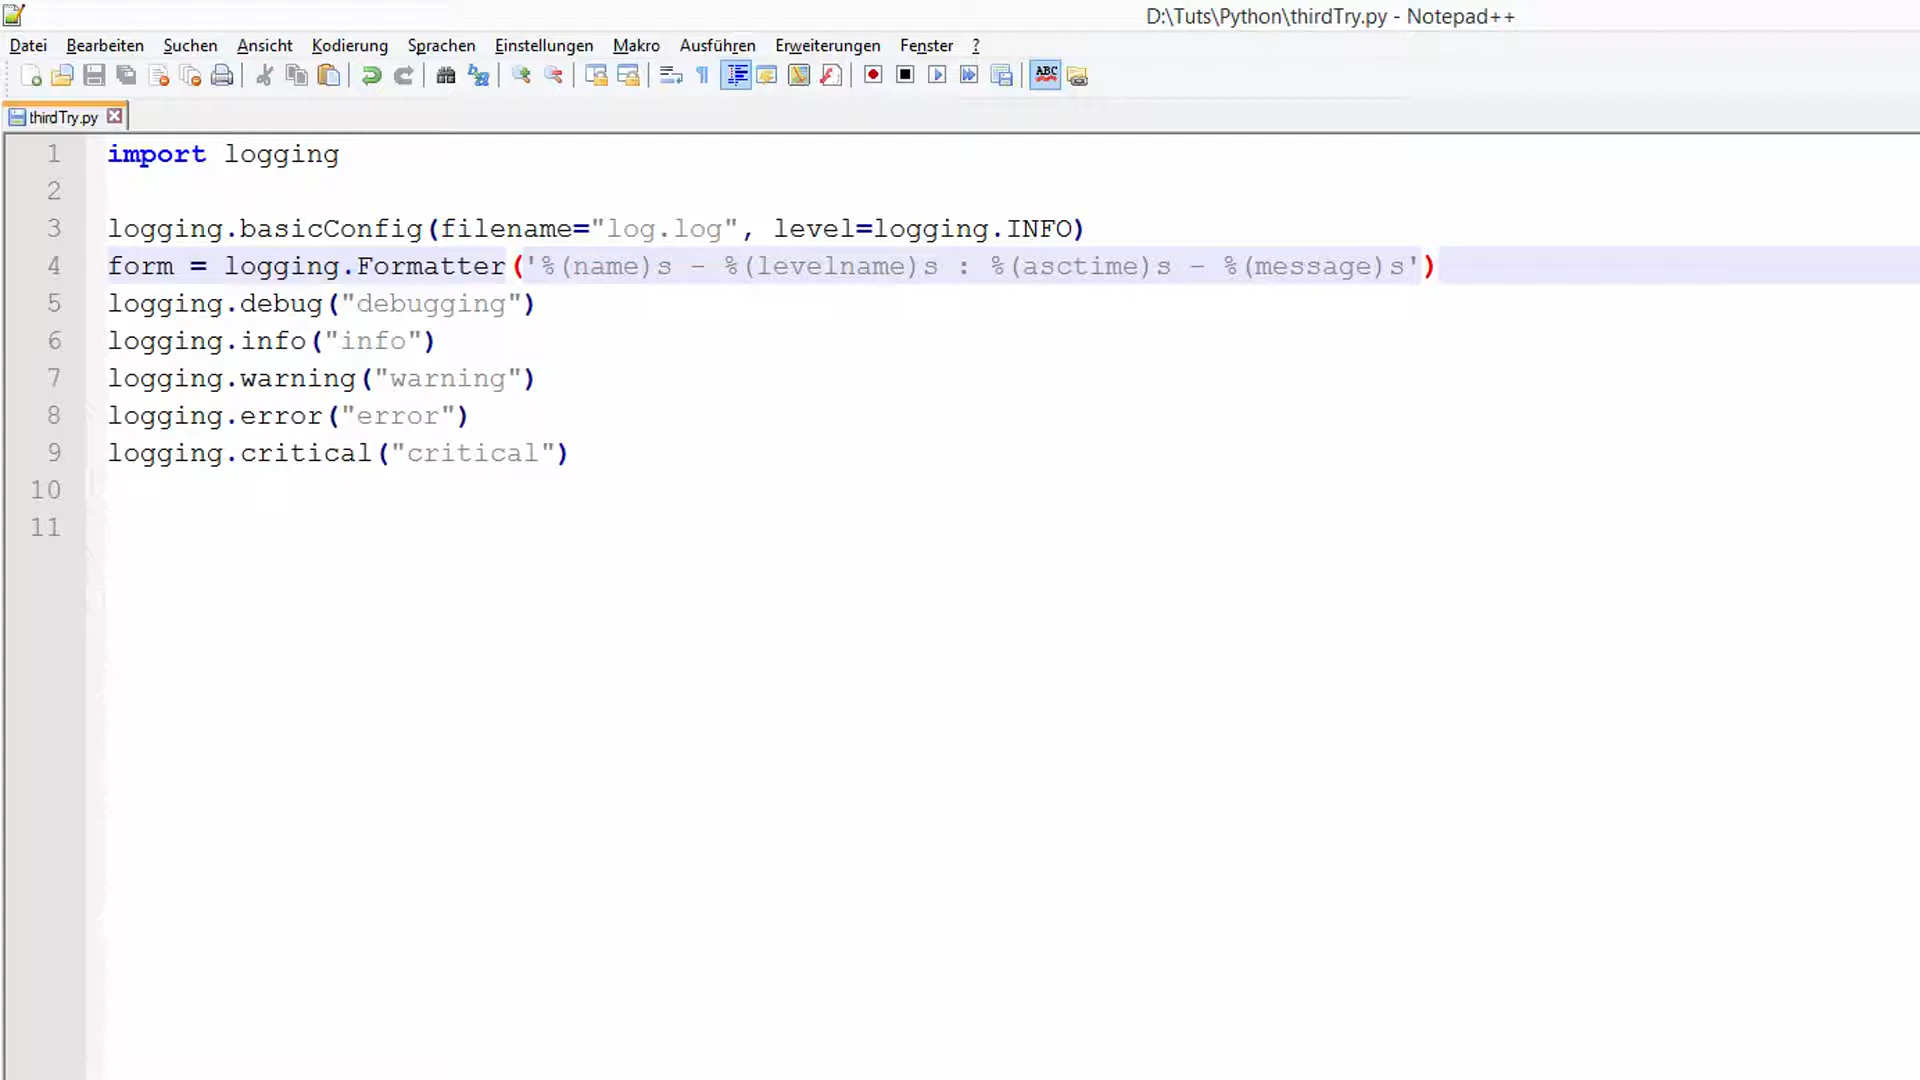 D:\Tuts\Python\thirdTry.py - Notepad++
Datei Bearbeiten Suchen Ansicht Kodierung Sprachen Einstellungen Makro Ausführen Erweiterungen Fenster ?
ABC
thirdTry.py
1 import logging
2
3 logging.basicConfig(filename="log.log", level=logging.INFO)
4 form = logging.Formatter('%(name)s - %(levelname)s : %(asctime)s - %(message)s')
5 logging.debug("debugging")
6 logging.info("info")
7 logging.warning("warning")
8 logging.error("error")
9 logging.critical("critical")
10
11